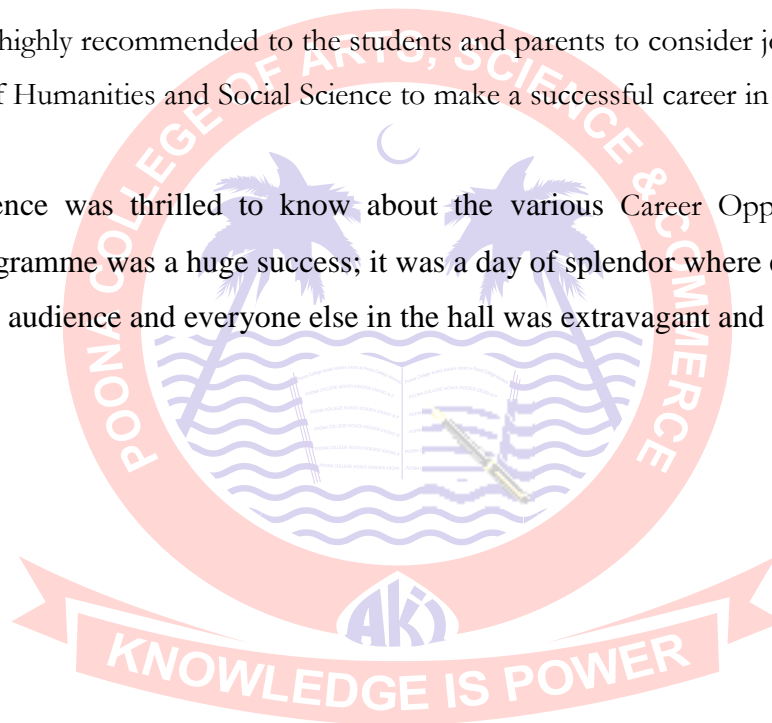 highly recommended to the students and parents to consider jo
f Humanities and Social Science to make a successful career in
ence was thrilled to know about the various Career Opp
gramme was a huge success; it was a day of splendor where
audience and everyone else in the hall was extravagant and
POONA COLLEGE OF ARTS, SCIENCE & COMMERCE
AKI
KNOWLEDGE IS POWER